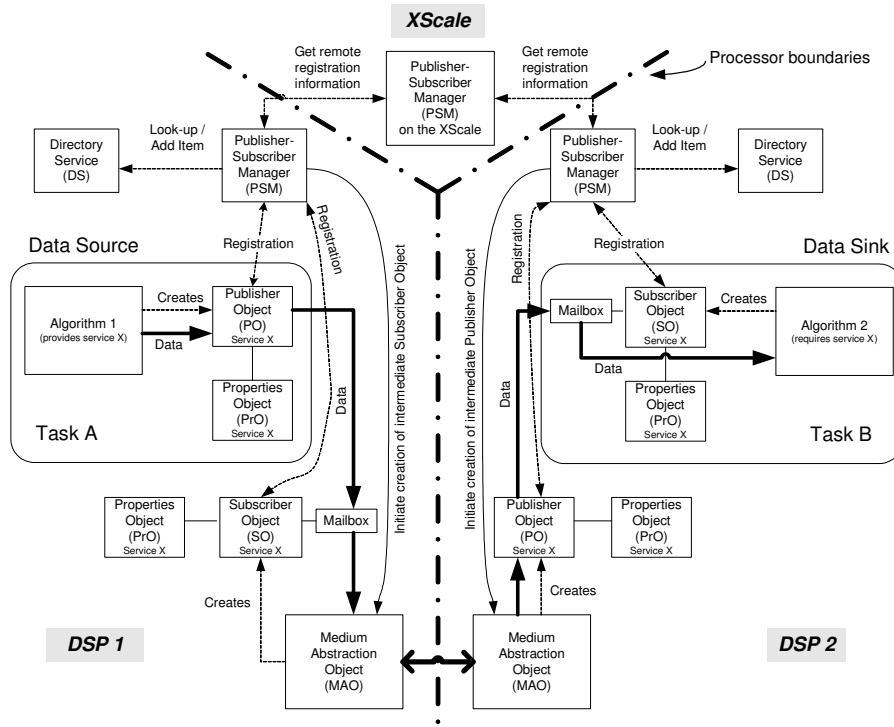 XScale
Get remote
registration
information
Publisher-
Subscriber
Manager
(PSM)
on the XScale
Get remote
registration
information
Processor boundaries
Directory
Service
(DS)
Look-up /
Add Item
Publisher-
Subscriber
Manager
(PSM)
Publisher-
Subscriber
Manager
(PSM)
Look-up /
Add Item
Directory
Service
(DS)
Data Source
Registration
Registration
Initiate creation of intermediate Subscriber Object
Initiate creation of intermediate Publisher Object
Registration
Registration
Data Sink
Algorithm 1
(provides service X)
Creates
Data
Publisher
Object
(PO)
Service X
Properties
Object
(PrO)
Service X
Task A
Data
Mailbox
Subscriber
Object
(SO)
Service X
Creates
Algorithm 2
(requires service X)
Data
Data
Properties
Object
(PrO)
Service X
Task B
Properties
Object
(PrO)
Service X
Subscriber
Object
(SO)
Service X
Mailbox
Publisher
Object
(PO)
Service X
Properties
Object
(PrO)
Service X
Creates
Creates
DSP 1
Medium
Abstraction
Object
(MAO)
Medium
Abstraction
Object
(MAO)
DSP 2